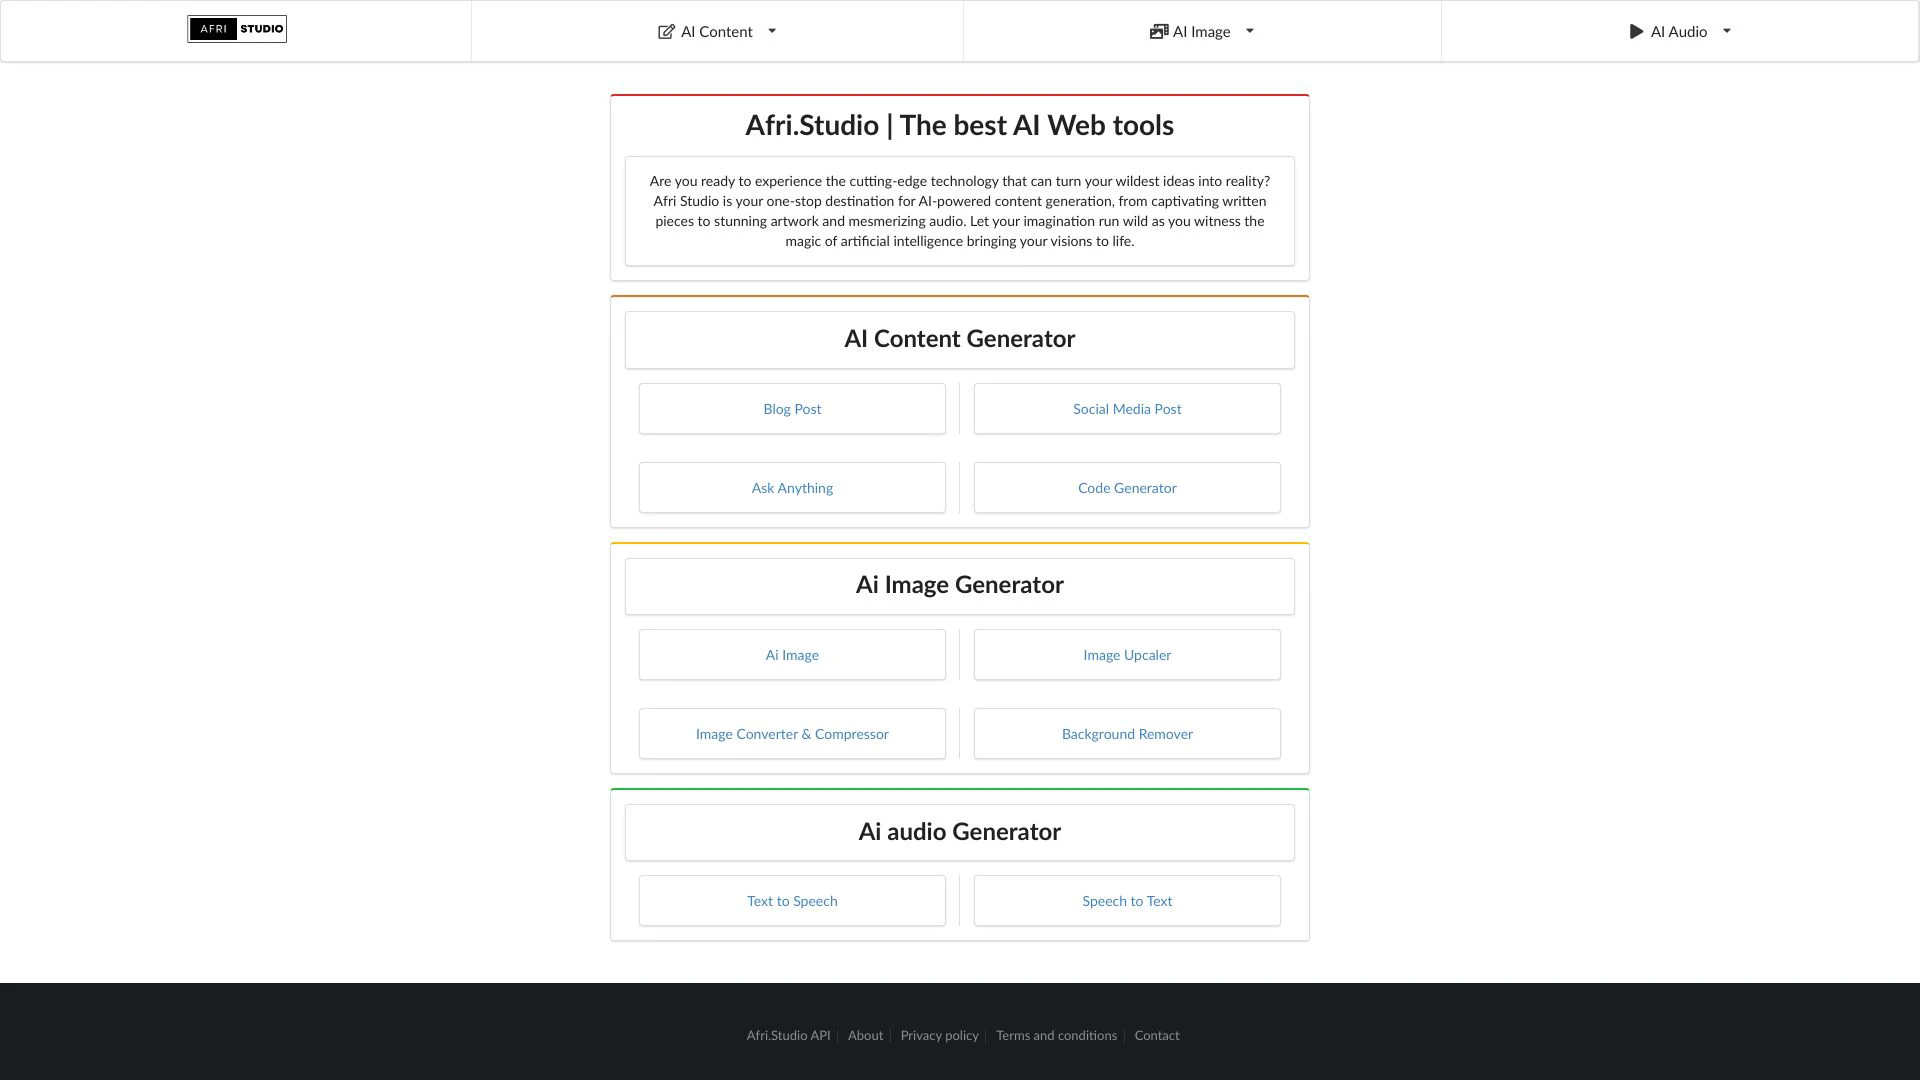 AFRI STUDIO
AI Content
AI Image
AI Audio
Afri.Studio | The best AI Web tools
Are you ready to experience the cutting-edge technology that can turn your wildest ideas into reality?
Afri Studio is your one-stop destination for AI-powered content generation, from captivating written
pieces to stunning artwork and mesmerizing audio. Let your imagination run wild as you witness the
magic of artificial intelligence bringing your visions to life.
AI Content Generator
Blog Post
Social Media Post
Ask Anything
Code Generator
Ai Image Generator
Ai Image
Image Upcaler
Image Converter & Compressor
Background Remover
Ai audio Generator
Text to Speech
Speech to Text
Afri.Studio API
About
Privacy policy
Terms and conditions
Contact